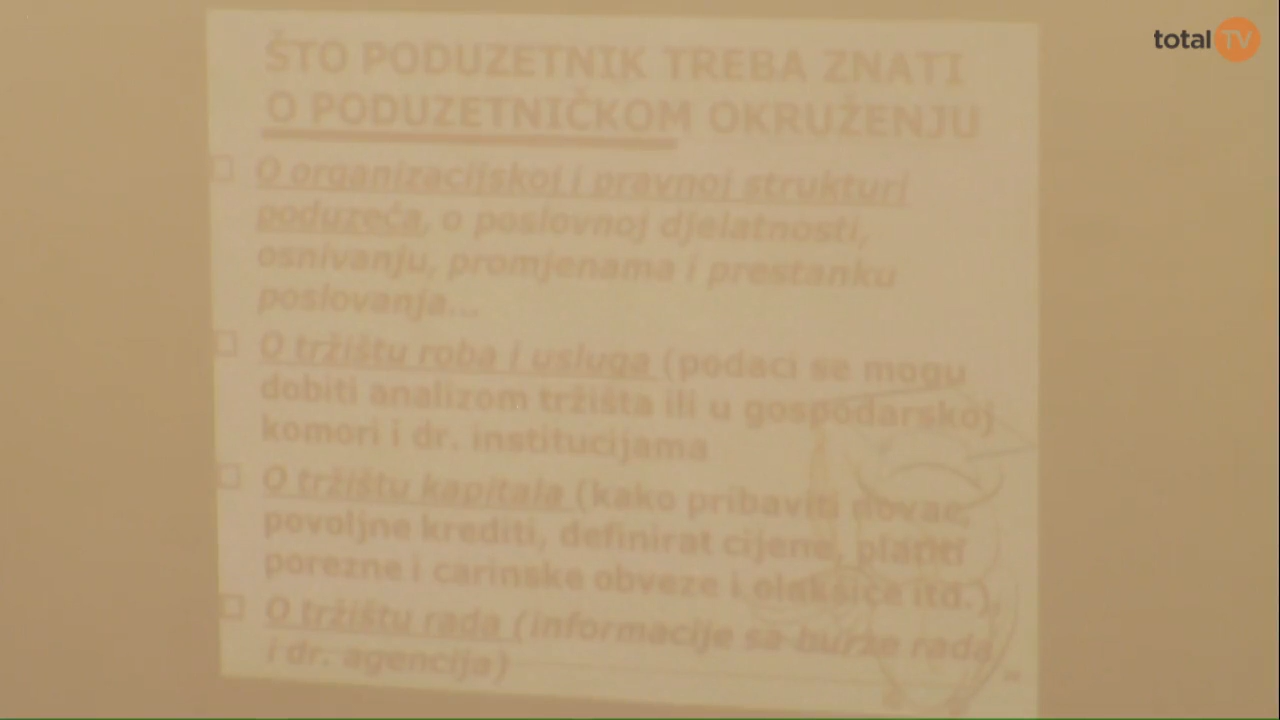 total TV
ŠTO PODUZETNIK TREBA ZNATI
O PODUZETNIČKOM OKRUŽENJU
O organizacijskoj i pravnoj strukturi
poduzeća, o poslovnoj djelatnosti,
osnivanju, promjenama i prestanku
poslovanja...
O tržištu roba i usluga (podaci se mogu
dobiti analizom tržišta ili u gospodarskoj
komori i dr. institucijama
O tržištu kapitala (kako pribaviti novac,
povoljne krediti, definirat cijene, platiti
porezne i carinske obveze i olakšice itd.),
O tržištu rada (informacije sa burze rada
i dr. agencija)